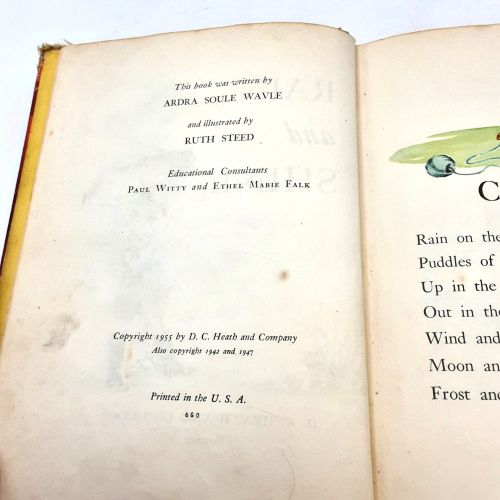 This book was written by
ARDRA SOULE WAVLE
and illustrated by
RUTH STEED
Educational Consultants
PAUL WITTY and ETHEL MABIE FALK
Copyright 1955 by D. C. Heath and Company
Also copyright 1942 and 1947
Printed in the U. S. A.
6G0
C
Rain on the
Puddles of
Up in the
Out in the
Wind and
Moon an
Frost and